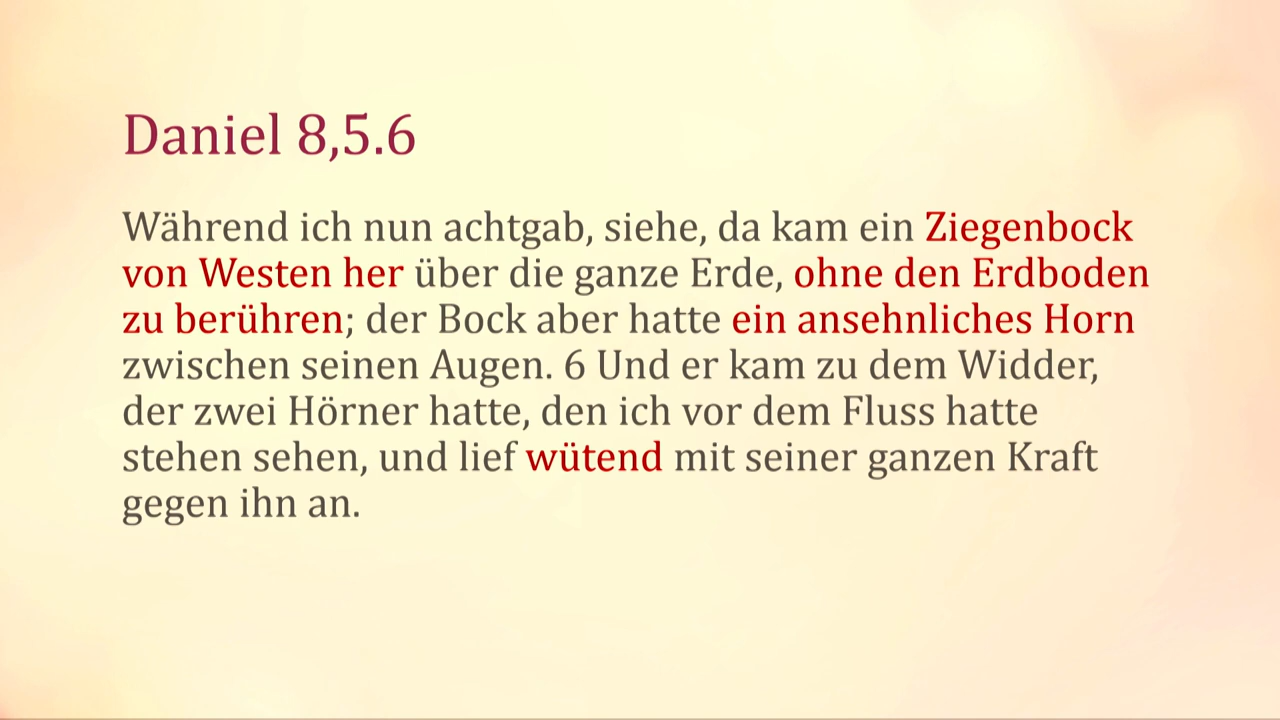 Daniel 8,5.6
Während ich nun achtgab, siehe, da kam ein Ziegenbock
von Westen her über die ganze Erde, ohne den Erdboden
zu berühren; der Bock aber hatte ein ansehnliches Horn
zwischen seinen Augen. 6 Und er kam zu dem Widder,
der zwei Hörner hatte, den ich vor dem Fluss hatte
stehen sehen, und lief wütend mit seiner ganzen Kraft
gegen ihn an.